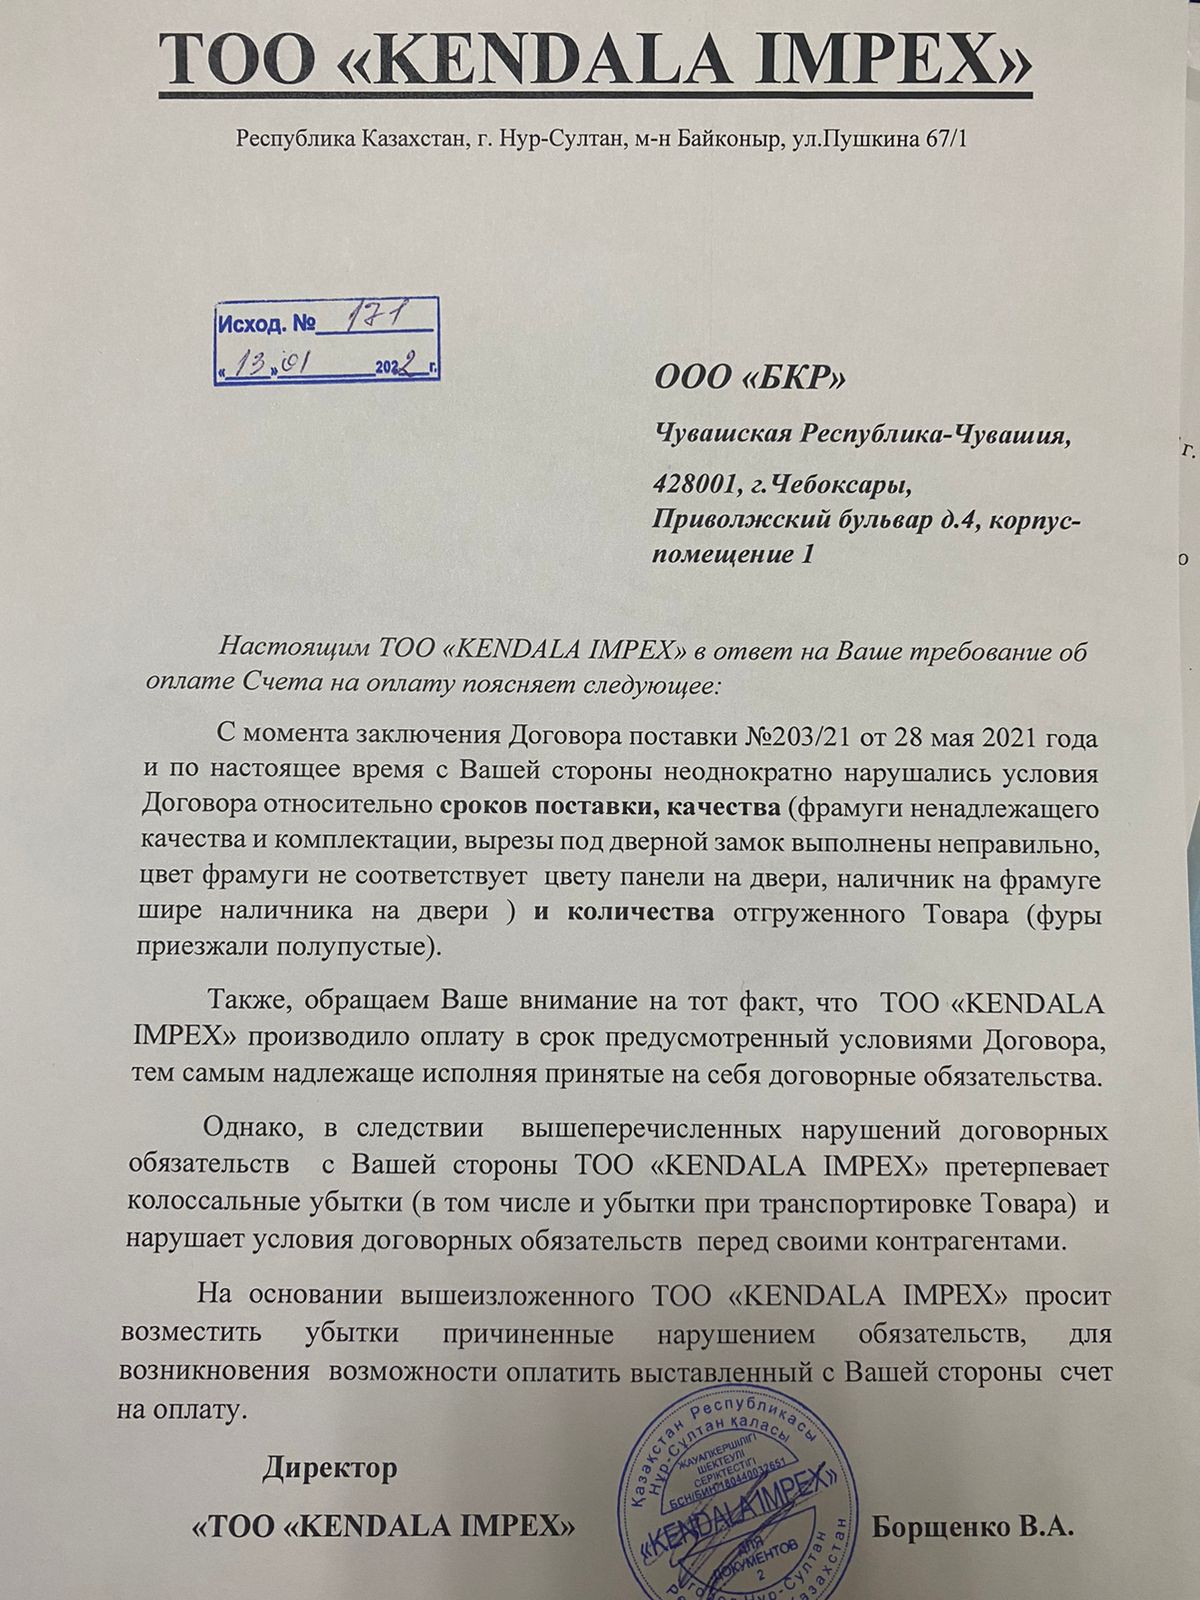 ТОО «KENDALA IMPEX»
Республика Казахстан, г. Нур-Султан, м-н Байконыр, ул.Пушкина 67/1
Исход. № 171
«13» 01 2022 г.
ООО «БКР»
Чувашская Республика-Чувашия,
428001, г.Чебоксары,
Приволжский бульвар д.4, корпус-
помещение 1
г.
о
Настоящим ТОО «KENDALA IMPEX» в ответ на Ваше требование об
оплате Счета на оплату поясняет следующее:
С момента заключения Договора поставки №203/21 от 28 мая 2021 года
и по настоящее время с Вашей стороны неоднократно нарушались условия
Договора относительно сроков поставки, качества (фрамуги ненадлежащего
качества и комплектации, вырезы под дверной замок выполнены неправильно,
цвет фрамуги не соответствует цвету панели на двери, наличник на фрамуге
шире наличника на двери ) и количества отгруженного Товара (фуры
приезжали полупустые).
Также, обращаем Ваше внимание на тот факт, что ТОО «KENDALA
IMPEX» производило оплату в срок предусмотренный условиями Договора,
тем самым надлежаще исполняя принятые на себя договорные обязательства.
Однако, в следствии вышеперечисленных нарушений договорных
обязательств с Вашей стороны ТОО «KENDALA IMPEX» претерпевает
колоссальные убытки (в том числе и убытки при транспортировке Товара) и
нарушает условия договорных обязательств перед своими контрагентами.
На основании вышеизложенного ТОО «KENDALA IMPEX» просит
возместить убытки причиненные нарушением обязательств, для
возникновения возможности оплатить выставленный с Вашей стороны счет
на оплату.
Директор
«ТОО «KENDALA IMPEX»
Борщенко В.А.
Қазақстан Республикасы
Нұр-Сұлтан қаласы
ЖАУАПКЕРШІЛІГІ
ШЕКТЕУЛІ
СЕРІКТЕСТІГІ
БСН/БИН 180440032651
«KENDALA IMPEX»
ДЛЯ
ДОКУМЕНТОВ
2
Нур-Султан
Казахстан